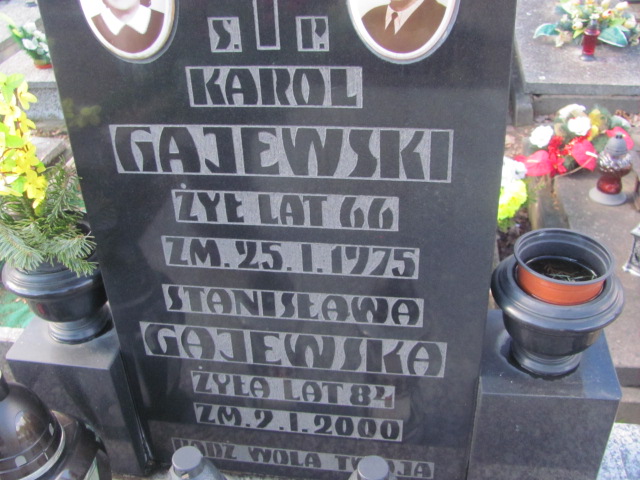 Ś. P.
KAROL
GAJEWSKI
ŻYŁ LAT 66
ZM. 25.I.1975
STANISŁAWA
GAJEWSKA
ŻYŁA LAT 84
ZM. 9.I.2000
BĄDŹ WOLA TWOJA